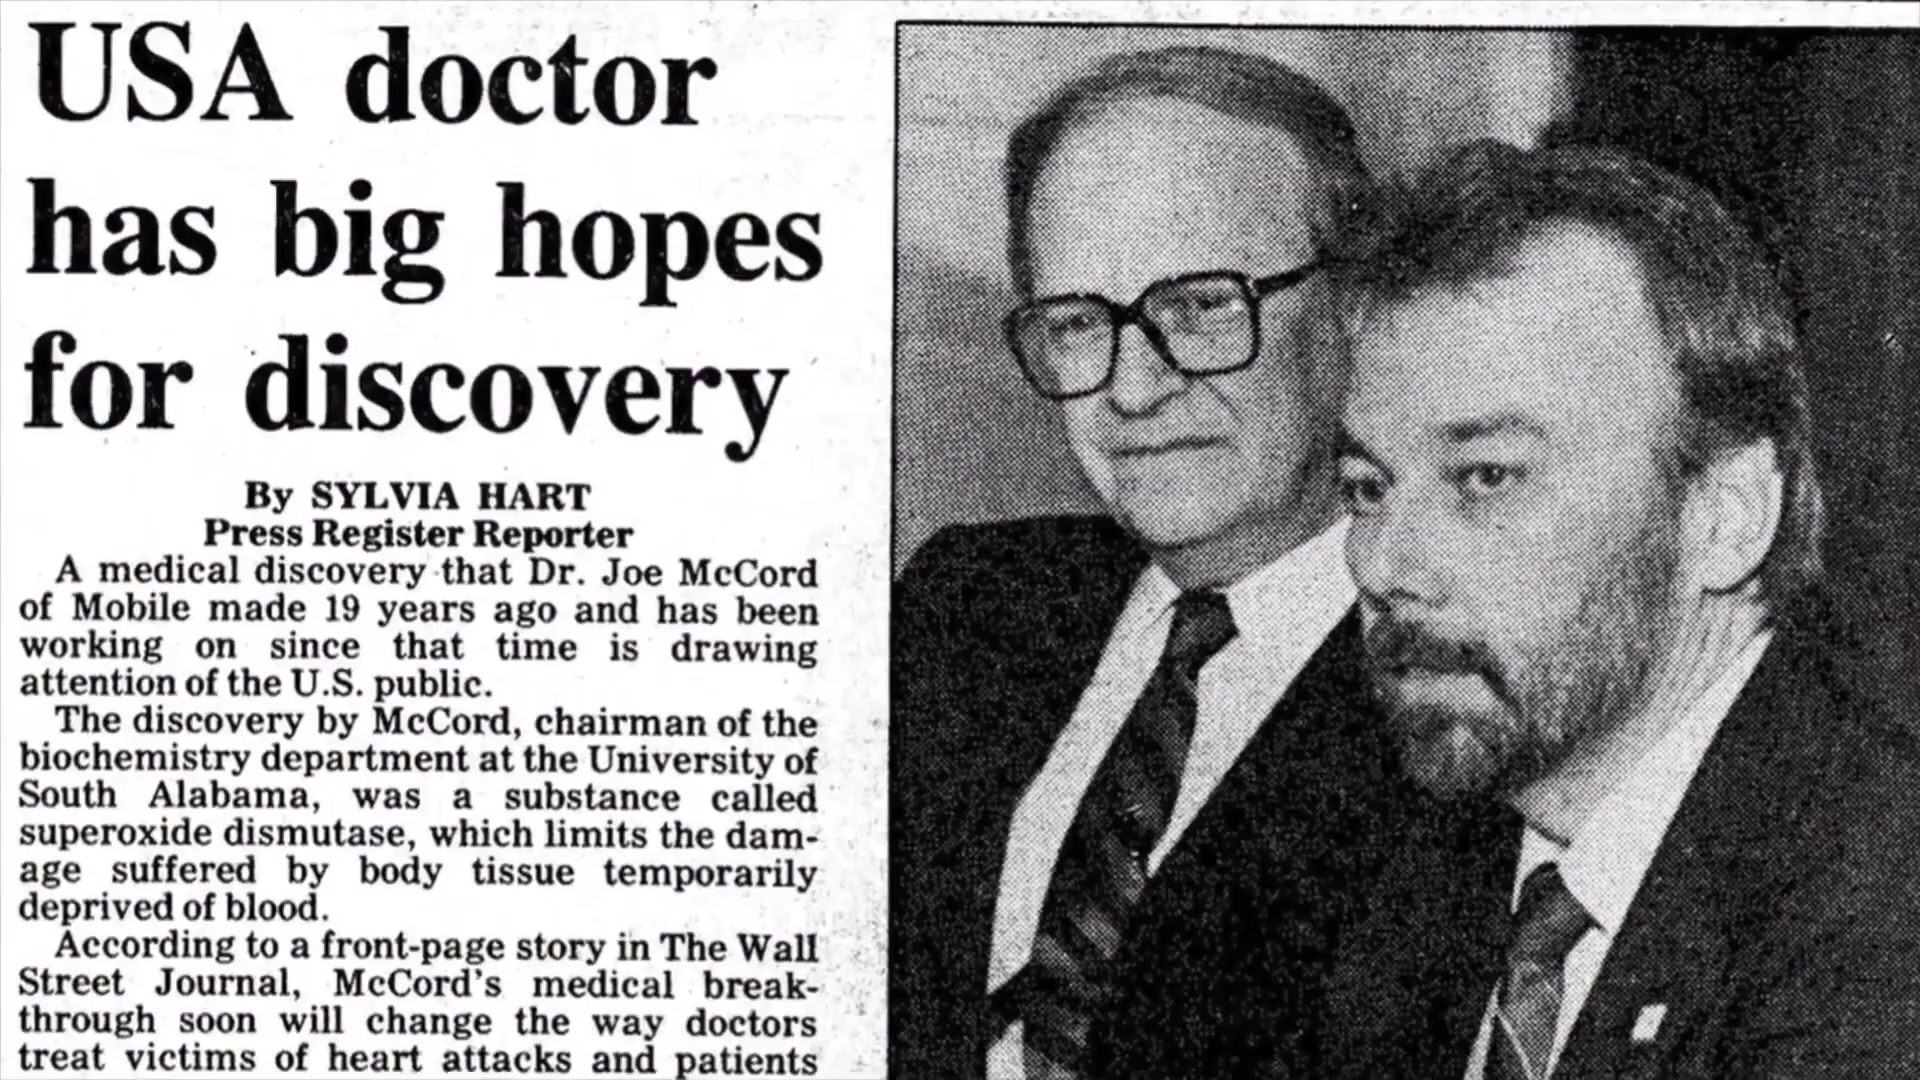 USA doctor
has big hopes
for discovery
By SYLVIA HART
Press Register Reporter
A medical discovery that Dr. Joe McCord
of Mobile made 19 years ago and has been
working on since that time is drawing
attention of the U.S. public.
The discovery by McCord, chairman of the
biochemistry department at the University of
South Alabama, was a substance called
superoxide dismutase, which limits the dam-
age suffered by body tissue temporarily
deprived of blood.
According to a front-page story in The Wall
Street Journal, McCord's medical break-
through soon will change the way doctors
treat victims of heart attacks and patients